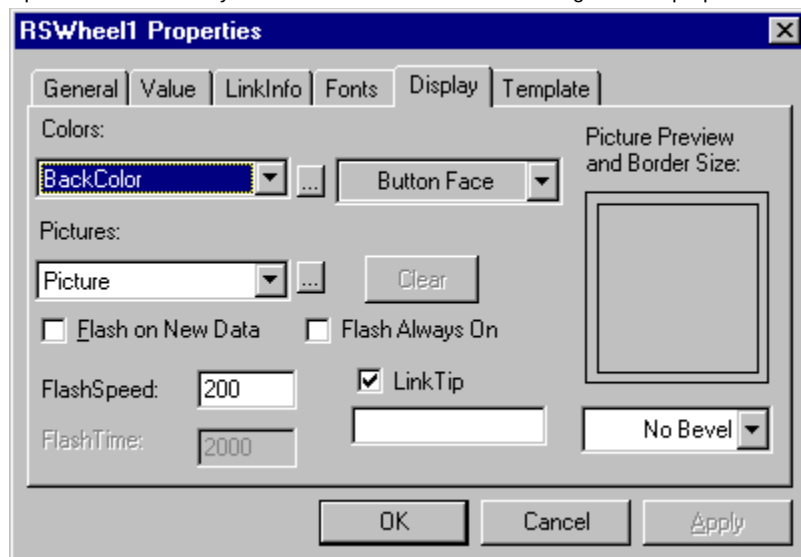 RSWheel1 Properties
General Value LinkInfo Fonts Display Template
Colors:
Picture Preview
and Border Size:
BackColor ... Button Face
Pictures:
Picture ... Clear
Flash on New Data Flash Always On
FlashSpeed: 200 LinkTip
FlashTime: 2000 No Bevel
OK Cancel Apply